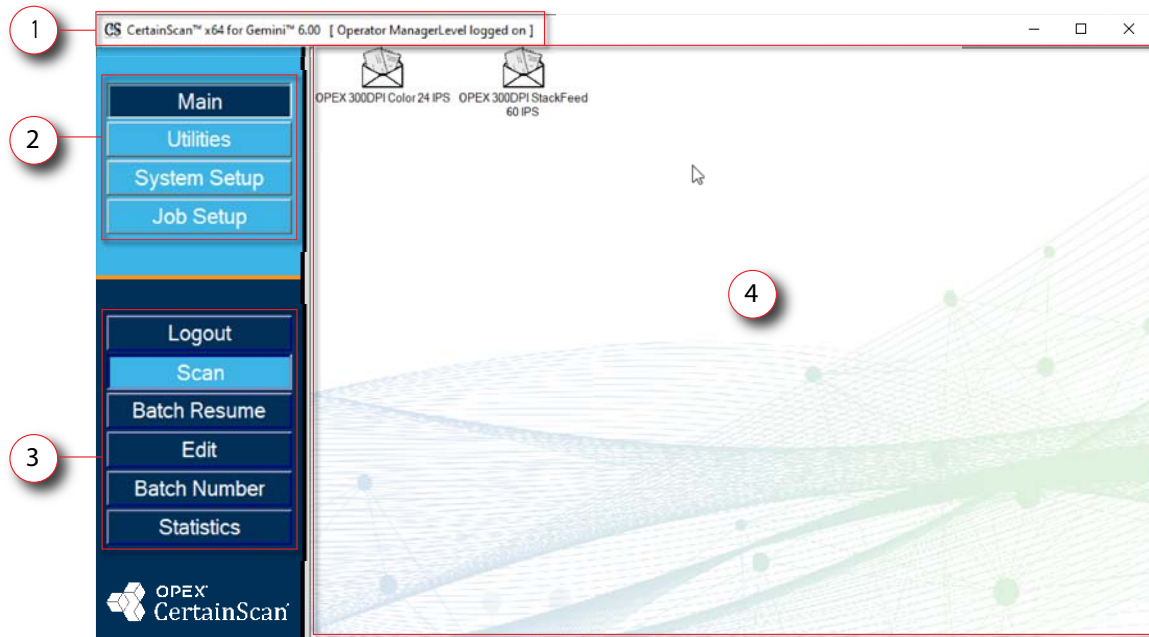 1
CS CertainScan™ x64 for Gemini™ 6.00 [ Operator ManagerLevel logged on ]
OPEX 300DPI Color 24 IPS
OPEX 300DPI StackFeed
60 IPS
2
Main
Utilities
System Setup
Job Setup
4
3
Logout
Scan
Batch Resume
Edit
Batch Number
Statistics
OPEX®
CertainScan®